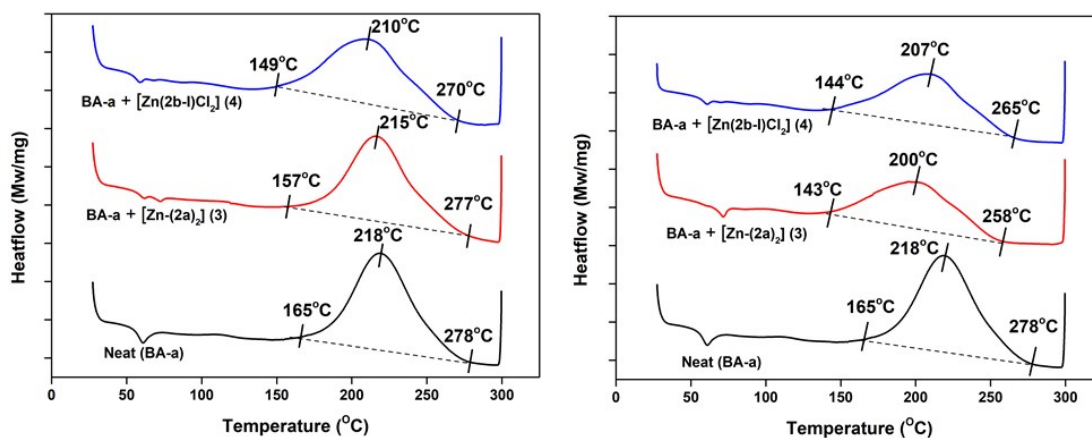 210°C
149°C
270°C
BA-a + [Zn(2b-I)Cl₂] (4)
215°C
157°C
277°C
BA-a + [Zn-(2a)₂] (3)
218°C
165°C
278°C
Neat (BA-a)
Heatflow (Mw/mg)
0 50 100 150 200 250 300
Temperature (°C)
207°C
144°C
265°C
BA-a + [Zn(2b-I)Cl₂] (4)
200°C
143°C
258°C
BA-a + [Zn-(2a)₂] (3)
218°C
165°C
278°C
Neat (BA-a)
Heatflow (Mw/mg)
0 50 100 150 200 250 300
Temperature (°C)